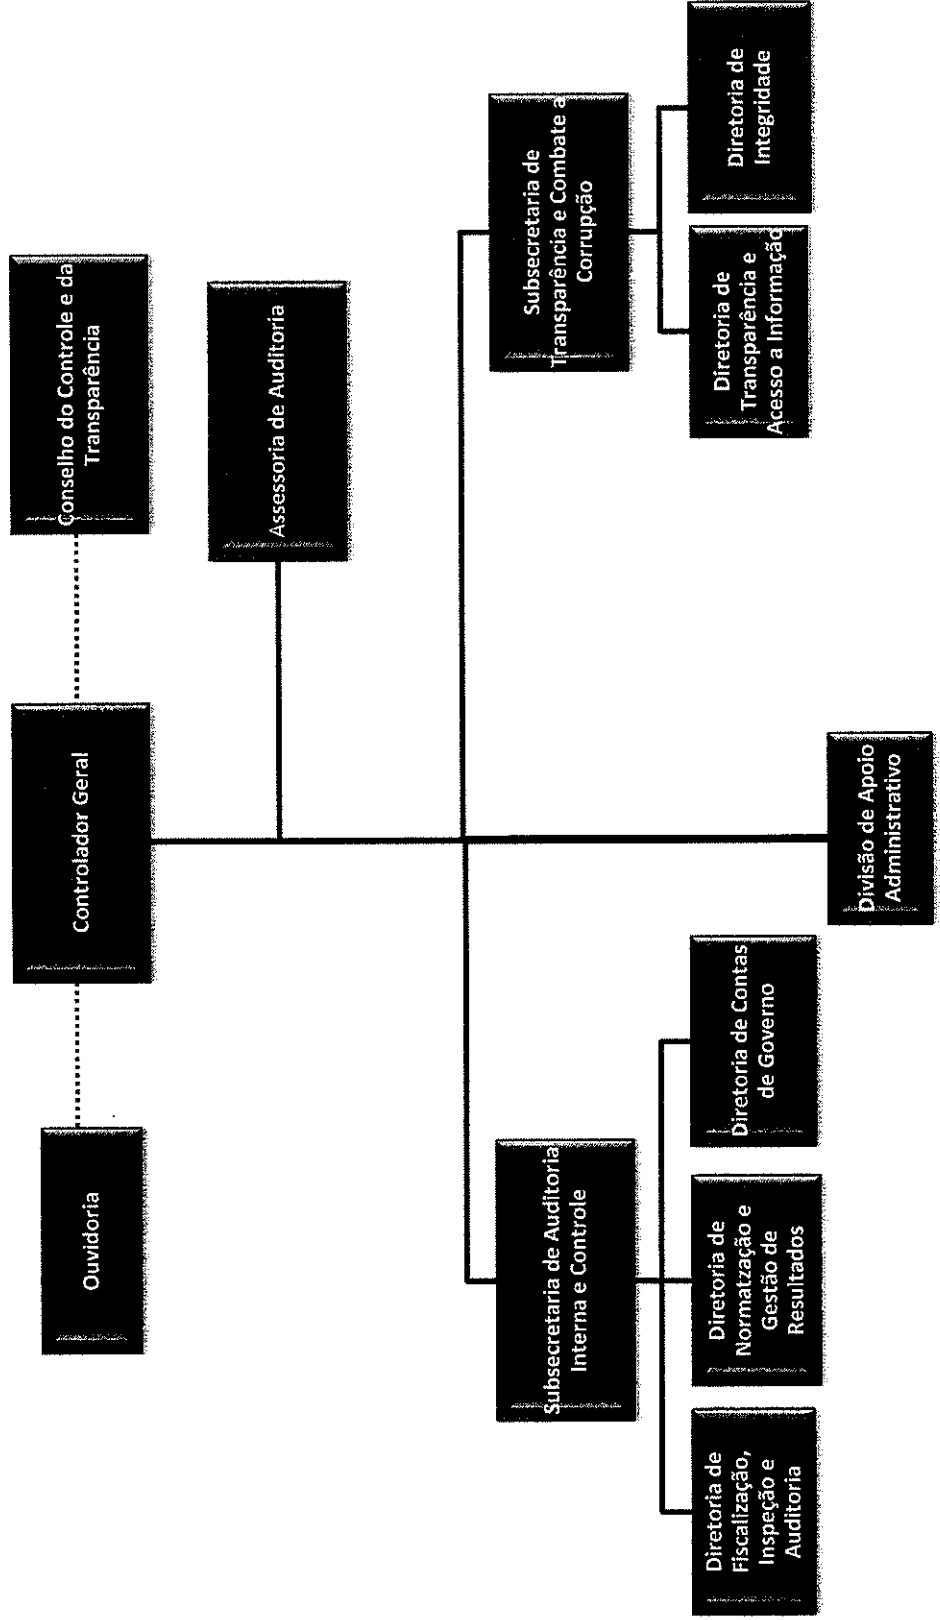 Ouvidoria
Controlador Geral
Conselho do Controle e da
Transparência
Assessoria de Auditoria
Subsecretaria de Auditoria
Interna e Controle
Subsecretaria de
Transparência e Combate a
Corrupção
Diretoria de
Fiscalização,
Inspeção e
Auditoria
Diretoria de
Normatzação e
Gestão de
Resultados
Diretoria de Contas
de Governo
Diretoria de
Transparência e
Acesso a Informação
Diretoria de
Integridade
Divisão de Apoio
Administrativo